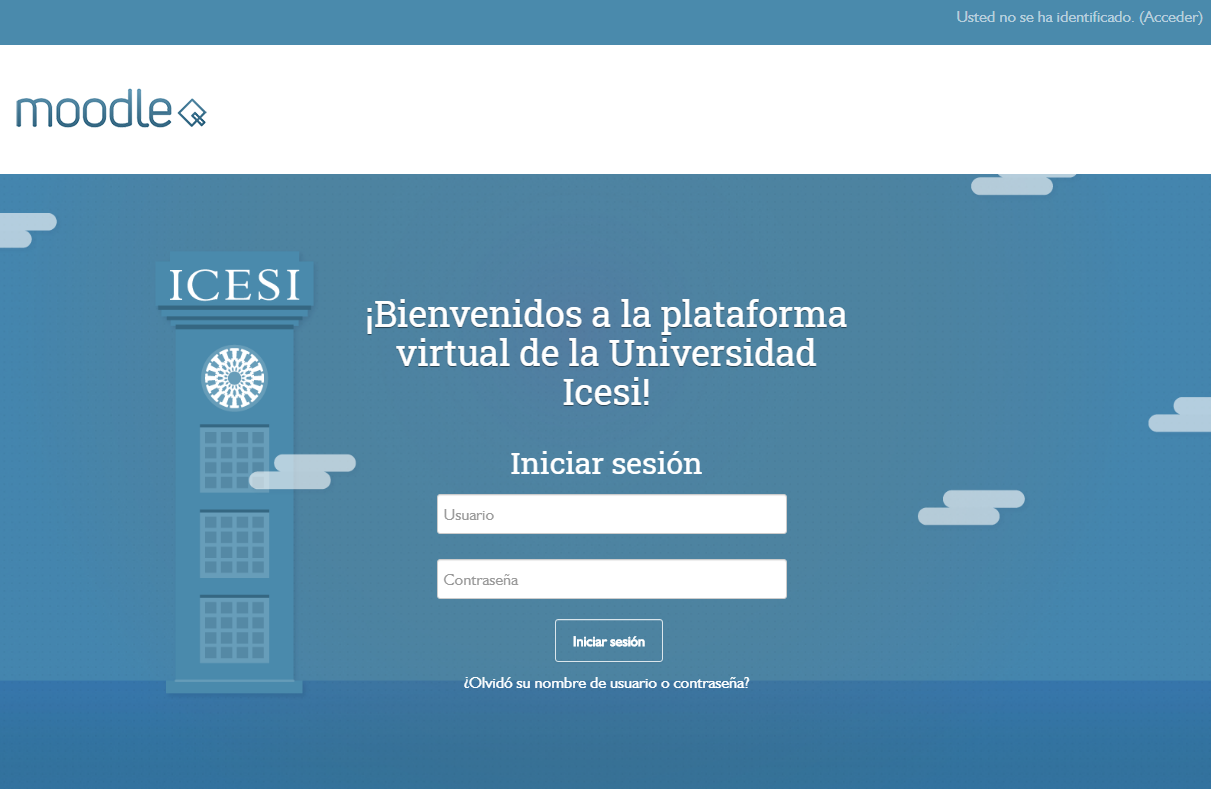 Usted no se ha identificado. (Acceder)
moodle
ICESI
¡Bienvenidos a la plataforma
virtual de la Universidad
Icesi!
Iniciar sesión
Usuario
Contraseña
Iniciar sesión
¿Olvidó su nombre de usuario o contraseña?